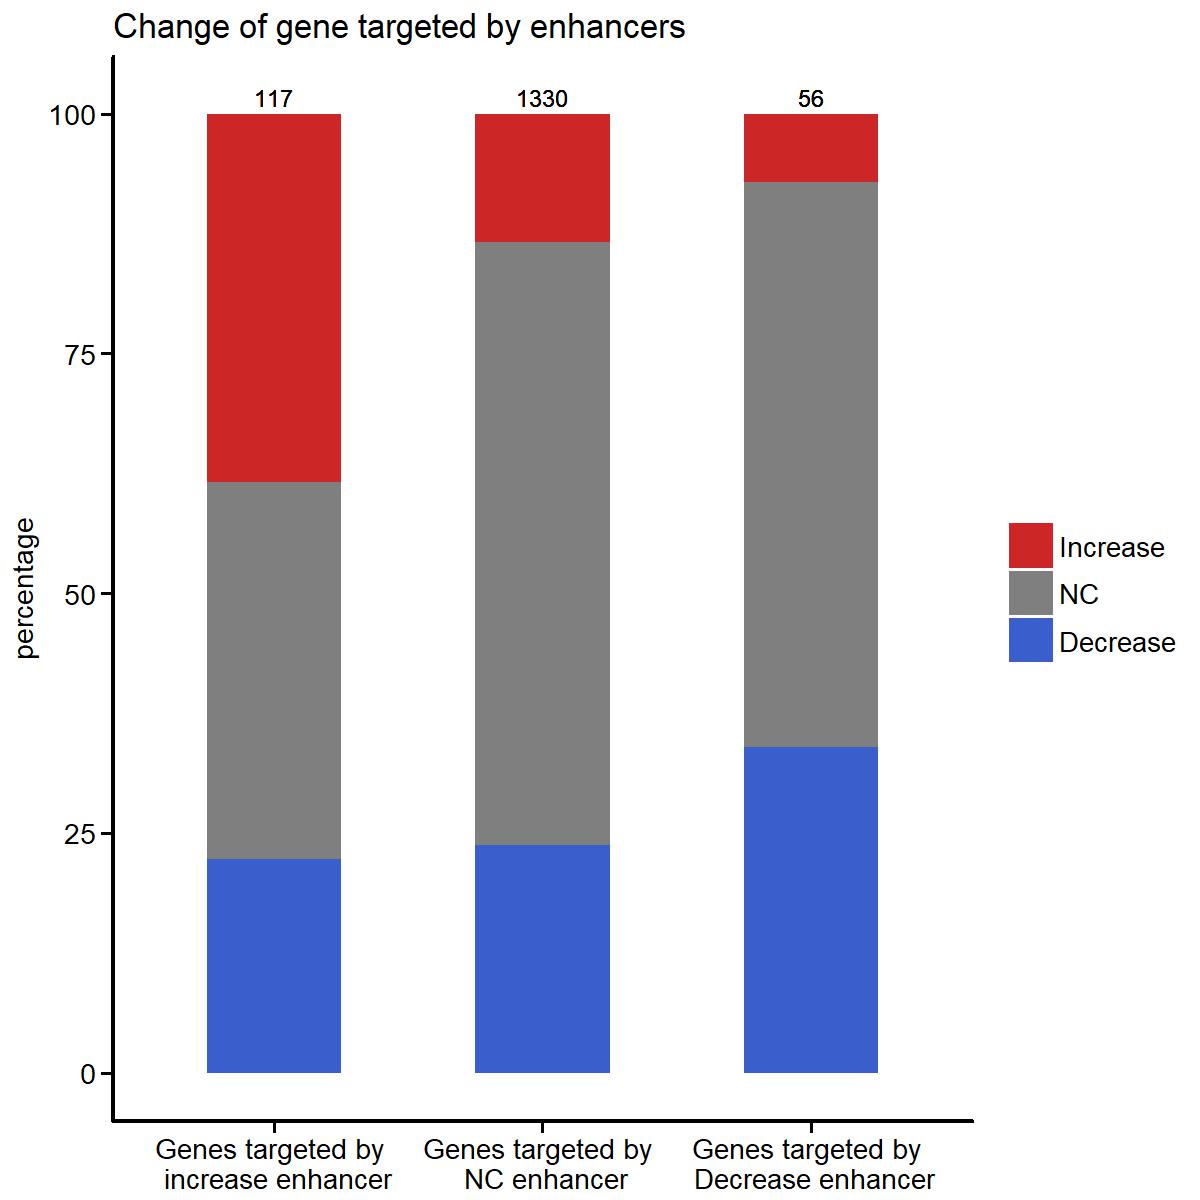 Change of gene targeted by enhancers
117
1330
56
100
75
50
25
0
percentage
Increase
NC
Decrease
Genes targeted by
increase enhancer
Genes targeted by
NC enhancer
Genes targeted by
Decrease enhancer